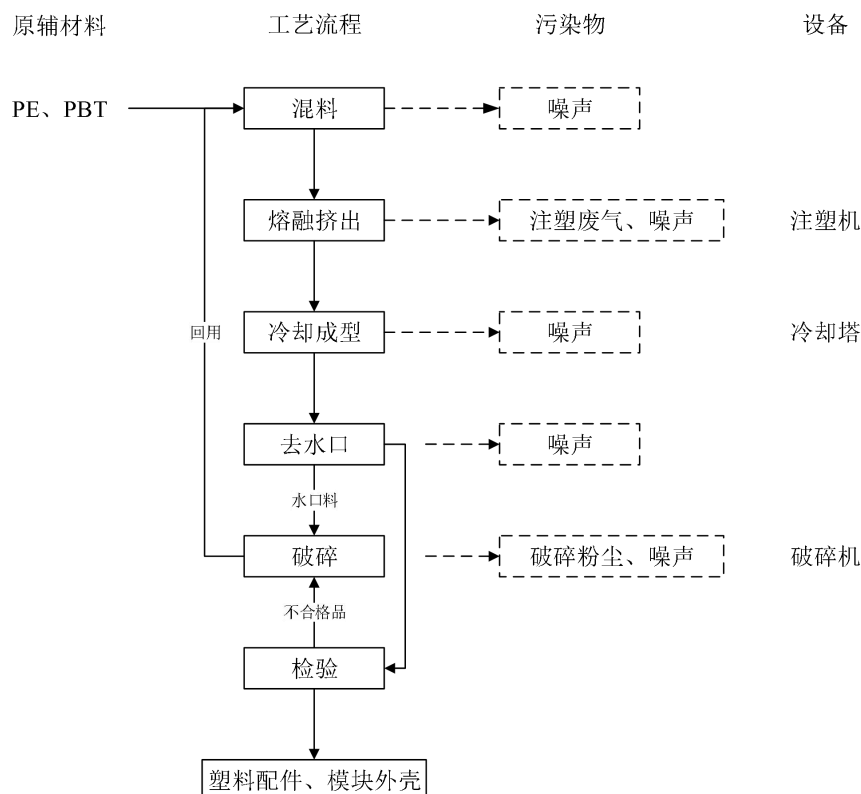 原辅材料 工艺流程 污染物 设备
PE、PBT 混料 噪声
熔融挤出 注塑废气、噪声 注塑机
回用 冷却成型 噪声 冷却塔
去水口 噪声
水口料
破碎 破碎粉尘、噪声 破碎机
不合格品
检验
塑料配件、模块外壳